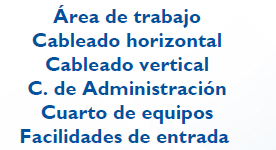 Área de trabajo
Cableado horizontal
Cableado vertical
C. de Administración
Cuarto de equipos
Facilidades de entrada